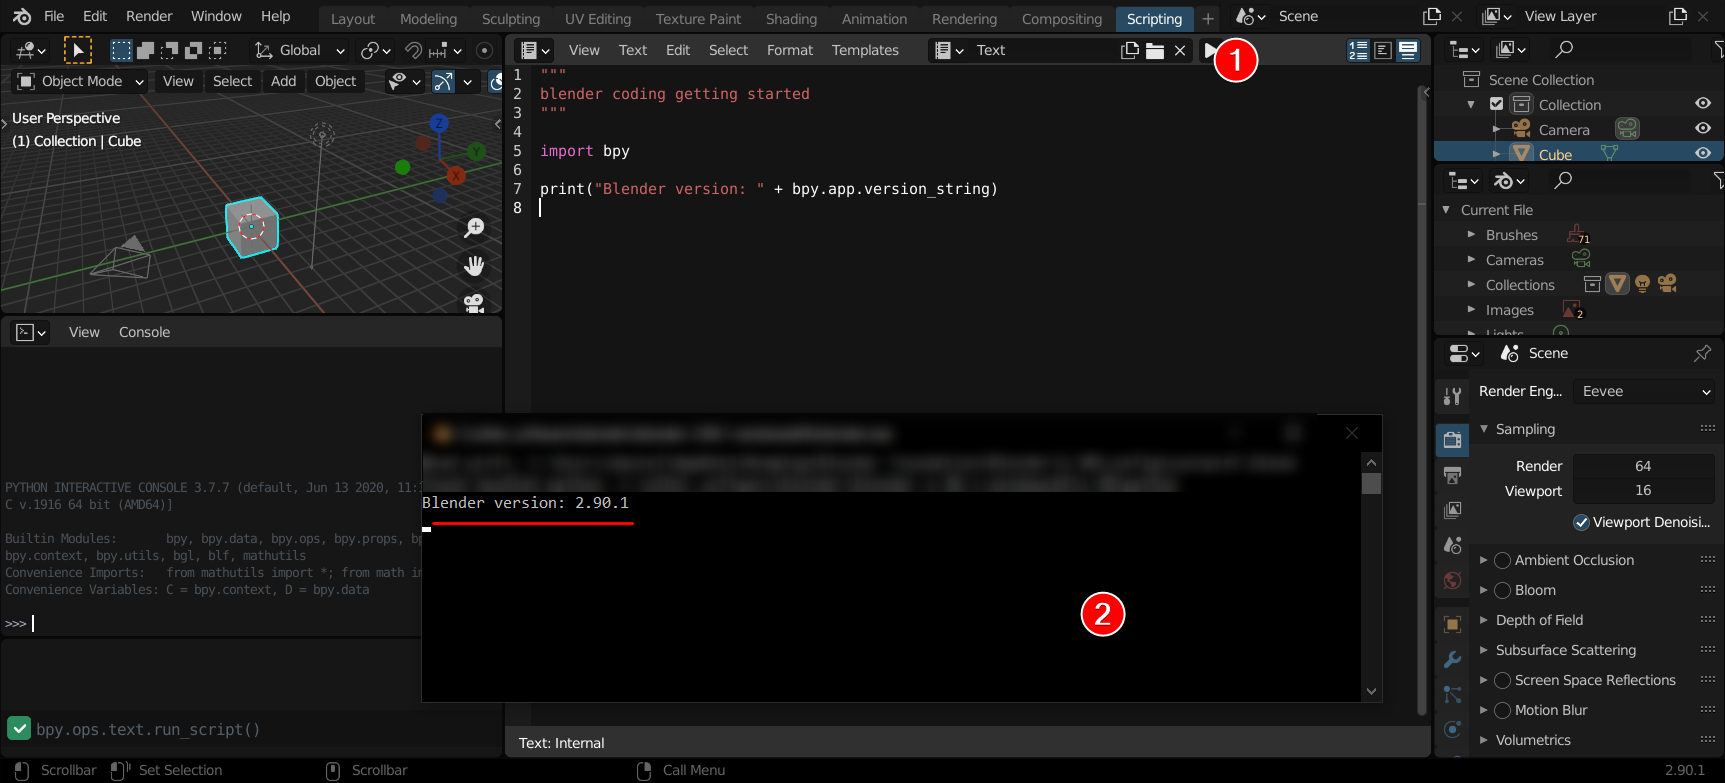 File Edit Render Window Help Layout Modeling Sculpting UV Editing Texture Paint Shading Animation Rendering Compositing Scripting + Scene View Layer
Global
Object Mode View Select Add Object
User Perspective
(1) Collection | Cube
Z
Y
X
View Console
PYTHON INTERACTIVE CONSOLE 3.7.7 (default, Jun 13 2020, 11:
C v.1916 64 bit (AMD64)]
Builtin Modules: bpy, bpy.data, bpy.ops, bpy.props,
bpy.context, bpy.utils, bgl, blf, mathutils
Convenience Imports: from mathutils import *; from math
Convenience Variables: C = bpy.context, D = bpy.data
>>>
bpy.ops.text.run_script()
View Text Edit Select Format Templates Text
1
1 """
2 blender coding getting started
3 """
4
5 import bpy
6
7 print("Blender version: " + bpy.app.version_string)
8
Blender version: 2.90.1
2
Text: Internal
Scene Collection
Collection
Camera
Cube
Current File
Brushes 71
Cameras
Collections
Images 2
Lights
Scene
Render Eng... Eevee
Sampling
Render 64
Viewport 16
Viewport Denoisi...
Ambient Occlusion
Bloom
Depth of Field
Subsurface Scattering
Screen Space Reflections
Motion Blur
Volumetrics
Scrollbar Set Selection Scrollbar Call Menu 2.90.1